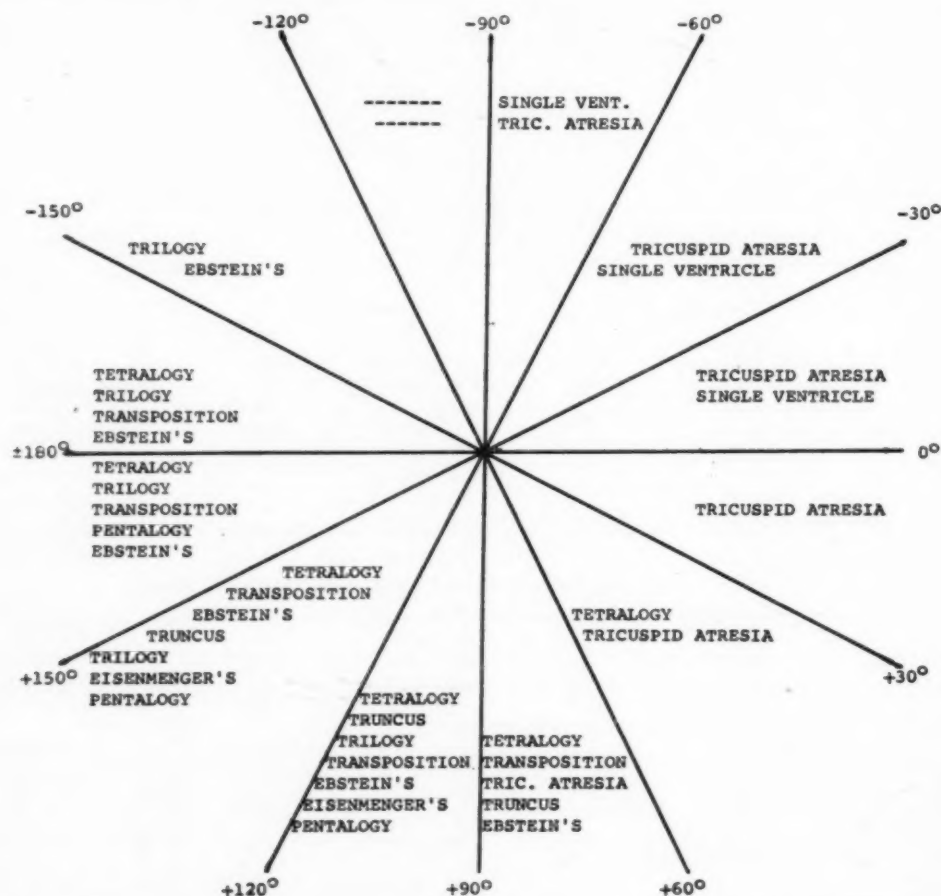 -120°
-90°
-60°
SINGLE VENT.
TRIC. ATRESIA
-150°
-30°
TRILOGY
EBSTEIN'S
TRICUSPID ATRESIA
SINGLE VENTRICLE
TETRALOGY
TRILOGY
TRANSPOSITION
EBSTEIN'S
TRICUSPID ATRESIA
SINGLE VENTRICLE
±180°
0°
TETRALOGY
TRILOGY
TRANSPOSITION
PENTALOGY
EBSTEIN'S
TRICUSPID ATRESIA
TETRALOGY
TRANSPOSITION
EBSTEIN'S
TRUNCUS
TRILOGY
EISENMENGER'S
PENTALOGY
TETRALOGY
TRICUSPID ATRESIA
+150°
+30°
TETRALOGY
TRUNCUS
TRILOGY
TRANSPOSITION
EBSTEIN'S
EISENMENGER'S
PENTALOGY
TETRALOGY
TRANSPOSITION
TRIC. ATRESIA
TRUNCUS
EBSTEIN'S
+120°
+90°
+60°